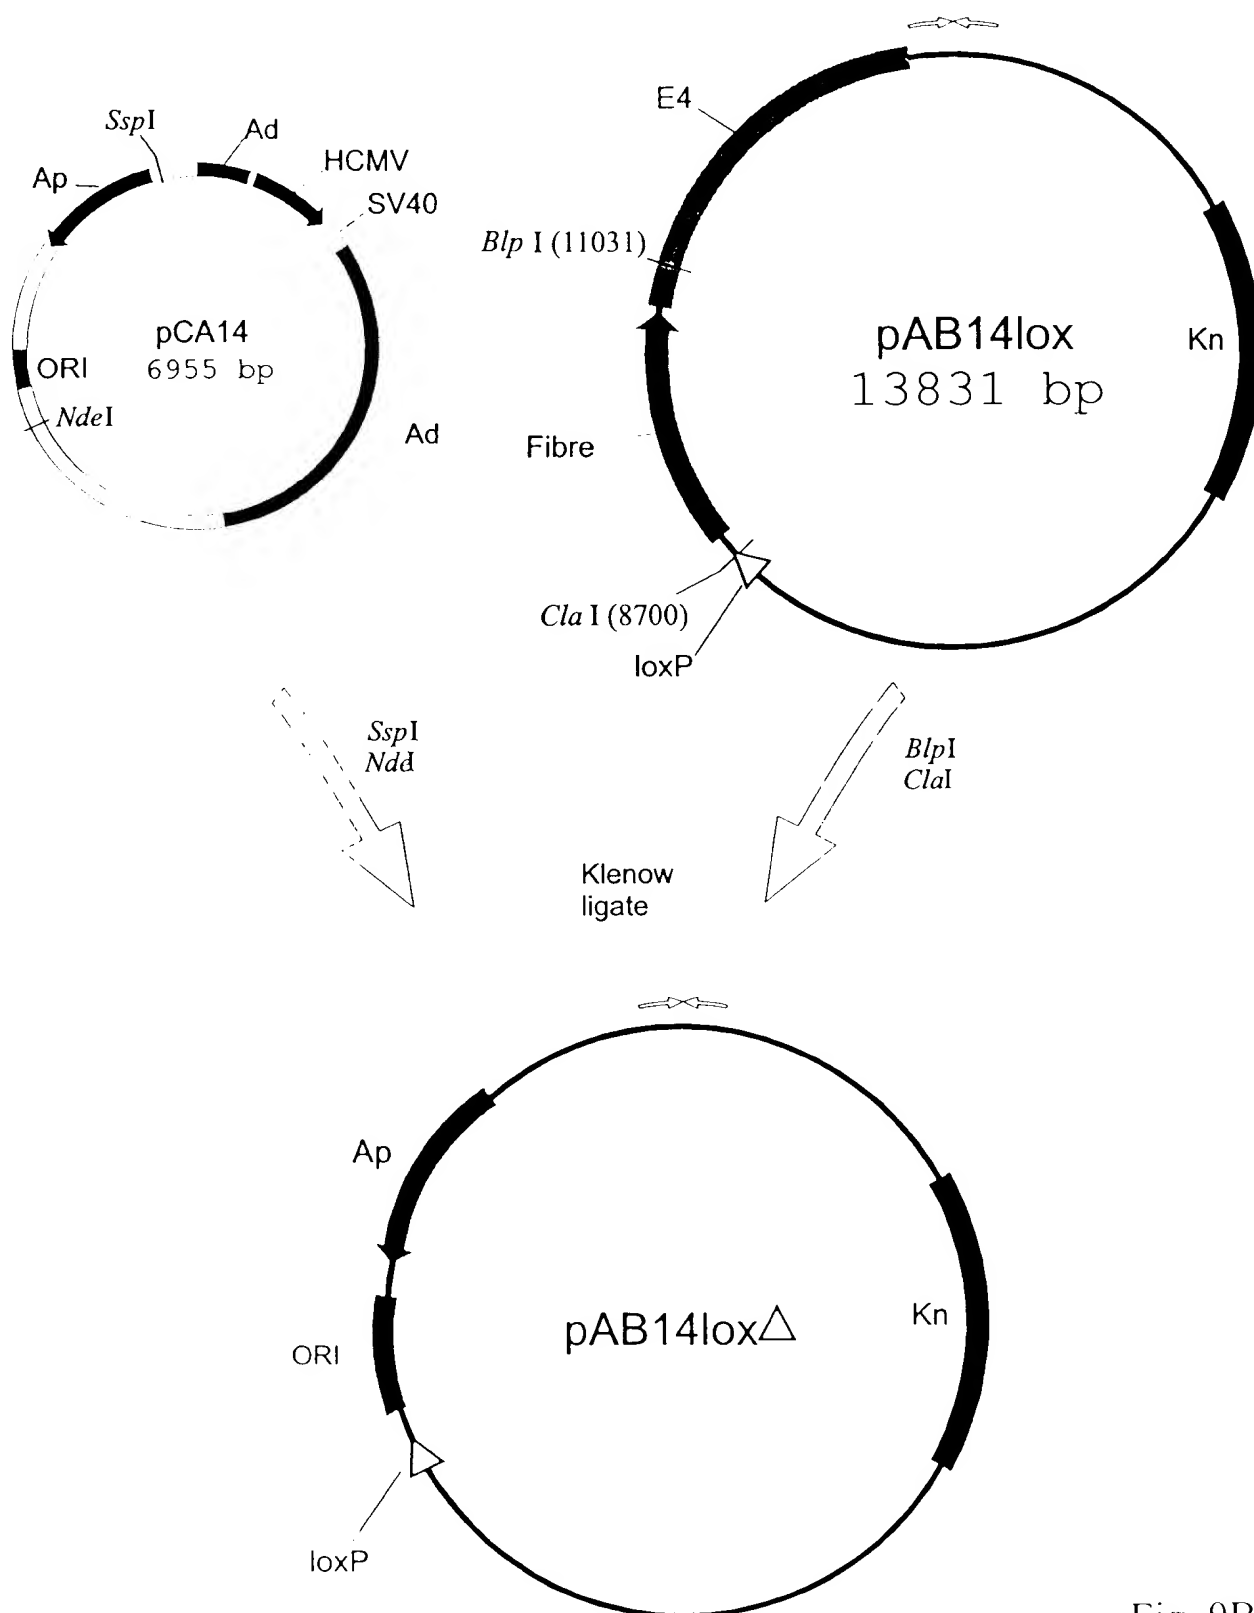 SspI
Ad
HCMV
Ap
SV40
pCA14
6955 bp
ORI
NdeI
Ad
E4
Blp I (11031)
pAB14lox
13831 bp
Kn
Fibre
Cla I (8700)
loxP
SspI
NdeI
BlpI
ClaI
Klenow
ligate
Ap
pAB14lox△
Kn
ORI
loxP